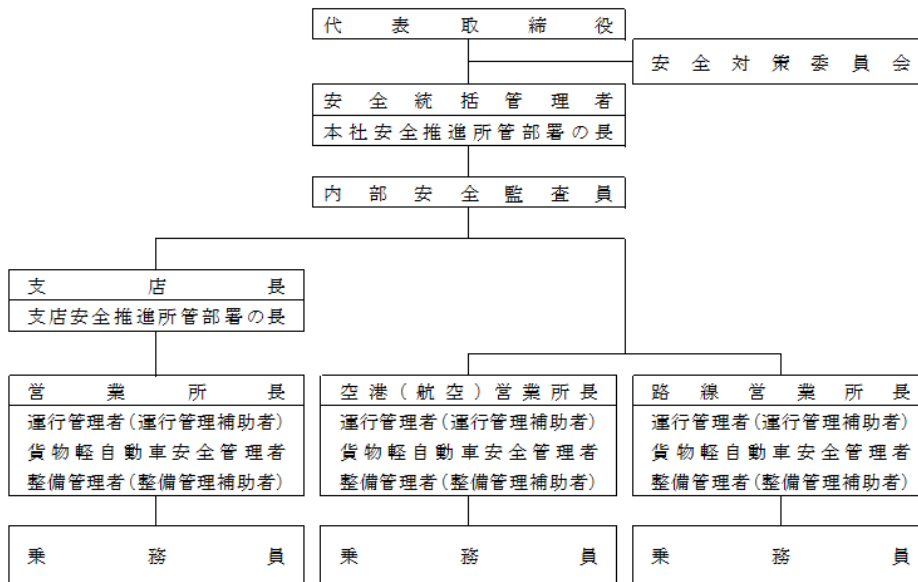 代表取締役
安全対策委員会
安全統括管理者
本社安全推進所管部署の長
内部安全監査員
支店長
支店安全推進所管部署の長
営業所長
運行管理者(運行管理補助者)
貨物軽自動車安全管理者
整備管理者(整備管理補助者)
空港(航空)営業所長
運行管理者(運行管理補助者)
貨物軽自動車安全管理者
整備管理者(整備管理補助者)
路線営業所長
運行管理者(運行管理補助者)
貨物軽自動車安全管理者
整備管理者(整備管理補助者)
乗務員
乗務員
乗務員